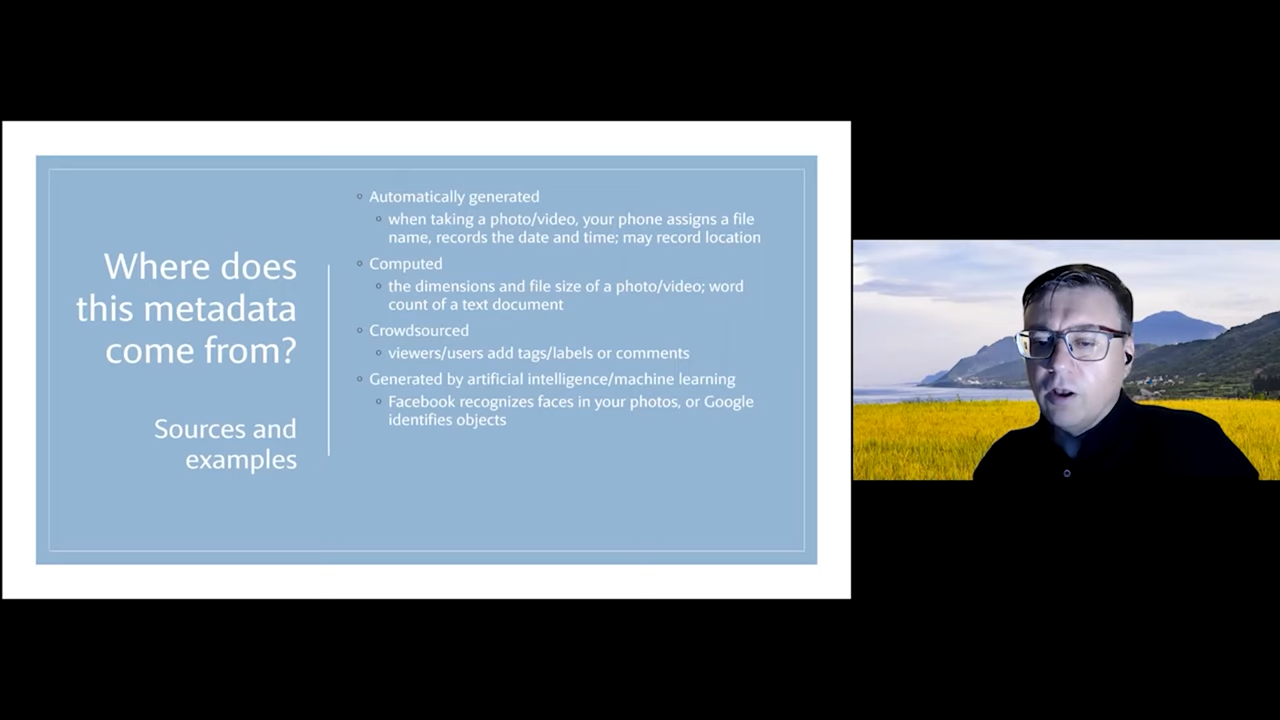 Where does
this metadata
come from?
Sources and
examples
Automatically generated
when taking a photo/video, your phone assigns a file
name, records the date and time; may record location
Computed
the dimensions and file size of a photo/video; word
count of a text document
Crowdsourced
viewers/users add tags/labels or comments
Generated by artificial intelligence/machine learning
Facebook recognizes faces in your photos, or Google
identifies objects